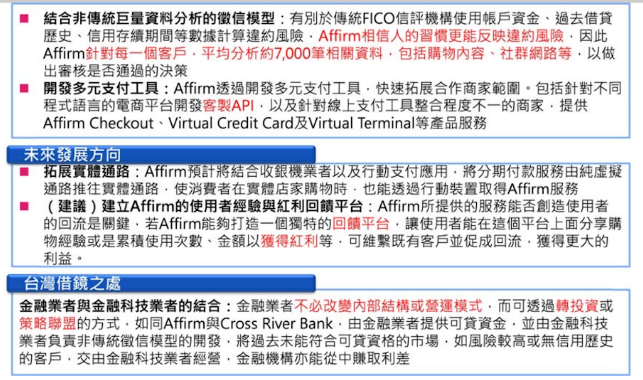 ■ 結合非傳統巨量資料分析的徵信模型：有別於傳統FICO信評機構使用帳戶資金、過去借貸
歷史、信用存續期間等數據計算違約風險，Affirm相信人的習慣更能反映違約風險，因此
Affirm針對每一個客戶，平均分析約7,000筆相關資料，包括購物內容、社群網路等，以做
出審核是否通過的決策
■ 開發多元支付工具：Affirm透過開發多元支付工具，快速拓展合作商家範圍。包括針對不同
程式語言的電商平台開發客製API，以及針對線上支付工具整合程度不一的商家，提供
Affirm Checkout、Virtual Credit Card及Virtual Terminal等產品服務
未來發展方向
■ 拓展實體通路：Affirm預計將結合收銀機業者以及行動支付應用，將分期付款服務由純虛擬
通路推往實體通路，使消費者在實體店家購物時，也能透過行動裝置取得Affirm服務
■ （建議）建立Affirm的使用者經驗與紅利回饋平台：Affirm所提供的服務能否創造使用者
的回流是關鍵，若Affirm能夠打造一個獨特的回饋平台，讓使用者能在這個平台上面分享購
物經驗或是累積使用次數、金額以獲得紅利等，可維繫既有客戶並促成回流，獲得更大的
利益。
台灣借鏡之處
金融業者與金融科技業者的結合：金融業者不必改變內部結構或營運模式，而可透過轉投資或
策略聯盟的方式，如同Affirm與Cross River Bank，由金融業者提供可貸資金，並由金融科技
業者負責非傳統徵信模型的開發，將過去未能符合可貸資格的市場，如風險較高或無信用歷史
的客戶，交由金融科技業者經營，金融機構亦能從中賺取利差